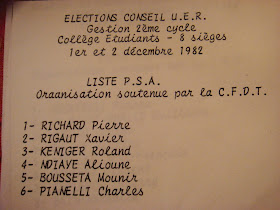 ELECTIONS CONSEIL U.E.R.
Gestion 2ème cycle
Collège Etudiants - 8 sièges
1er et 2 décembre 1982
LISTE P.S.A.
Organisation soutenue par la C.F.D.T.
1- RICHARD Pierre
2- RIGAUT Xavier
3- KENIGER Roland
4- NDIAYE Alioune
5- BOUSSETA Mounir
6- PIANELLI Charles